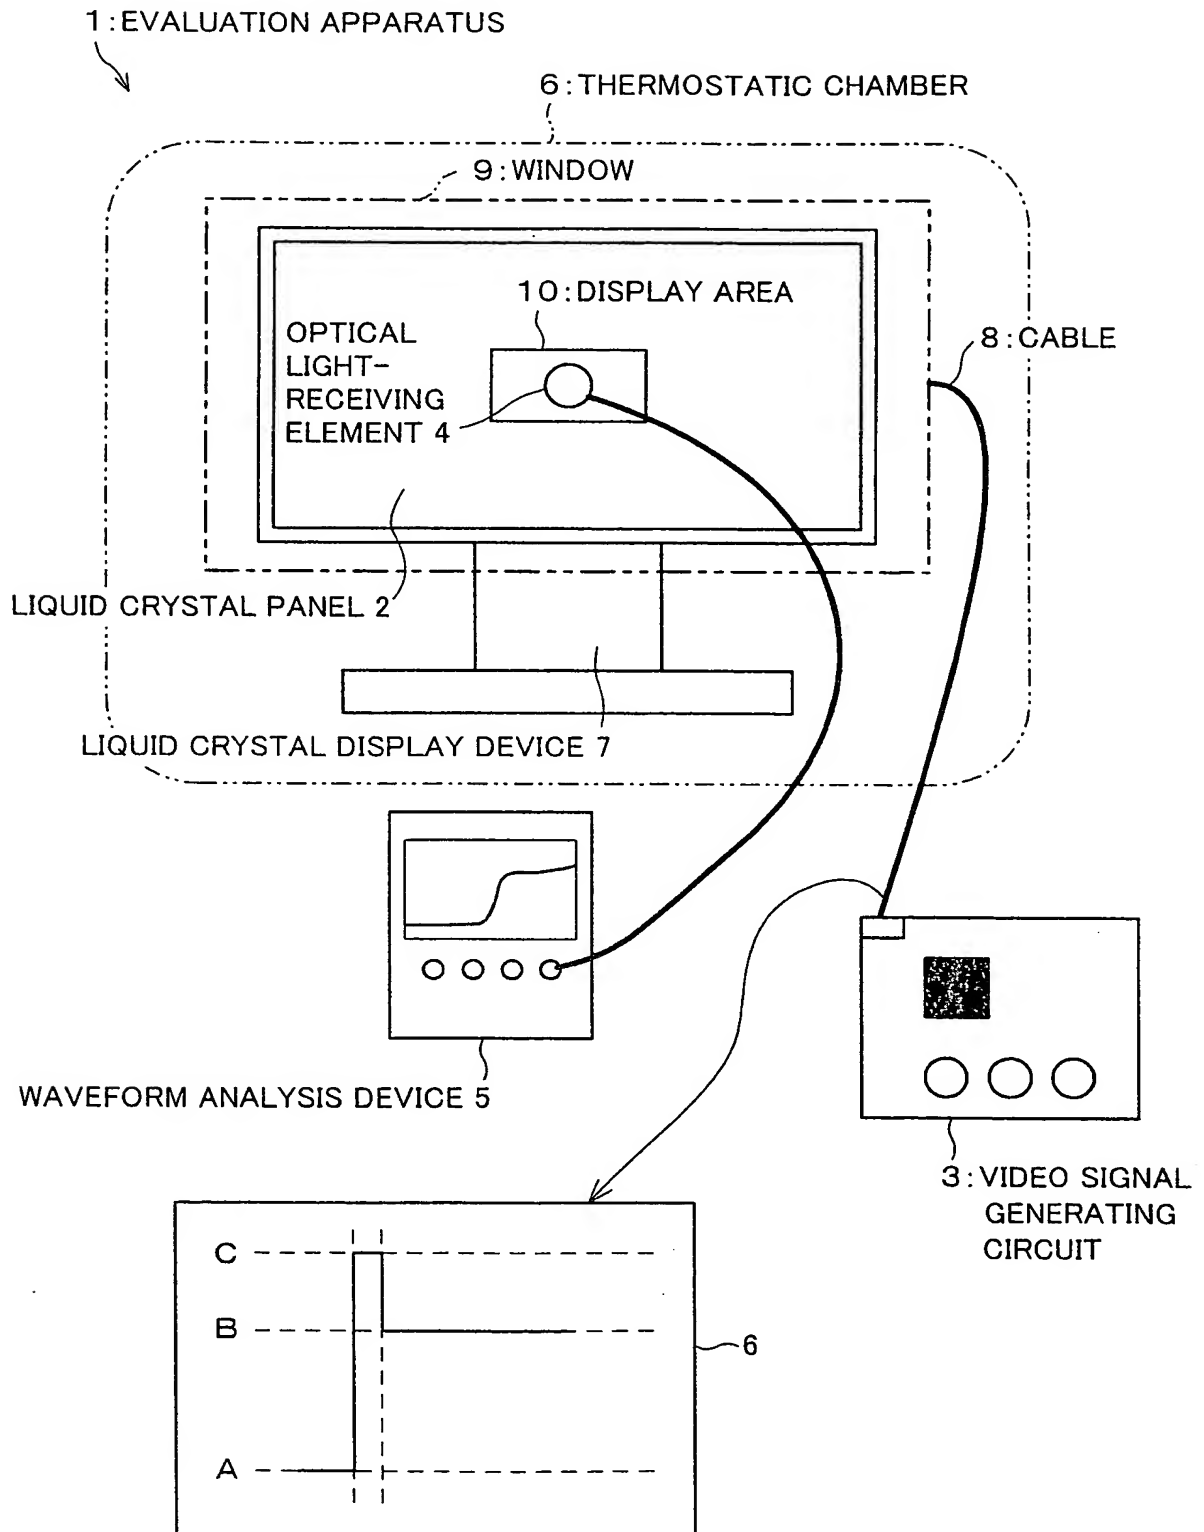 1:EVALUATION APPARATUS
6:THERMOSTATIC CHAMBER
9:WINDOW
10:DISPLAY AREA
OPTICAL
LIGHT-
RECEIVING
ELEMENT 4
8:CABLE
LIQUID CRYSTAL PANEL 2
LIQUID CRYSTAL DISPLAY DEVICE 7
WAVEFORM ANALYSIS DEVICE 5
3:VIDEO SIGNAL
GENERATING
CIRCUIT
C
B
6
A